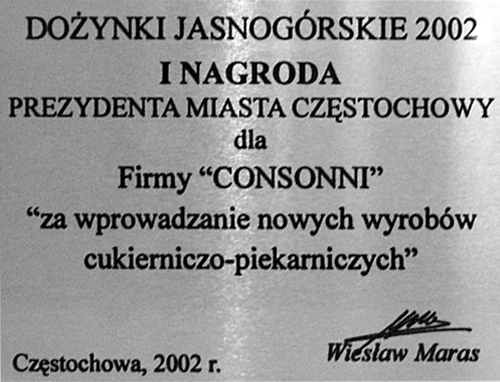 DOŻYNKI JASNOGÓRSKIE 2002
I NAGRODA
PREZYDENTA MIASTA CZĘSTOCHOWY
dla
Firmy “CONSONNI”
“za wprowadzanie nowych wyrobów
cukierniczo-piekarniczych”
Wiesław Maras
Częstochowa, 2002 r.